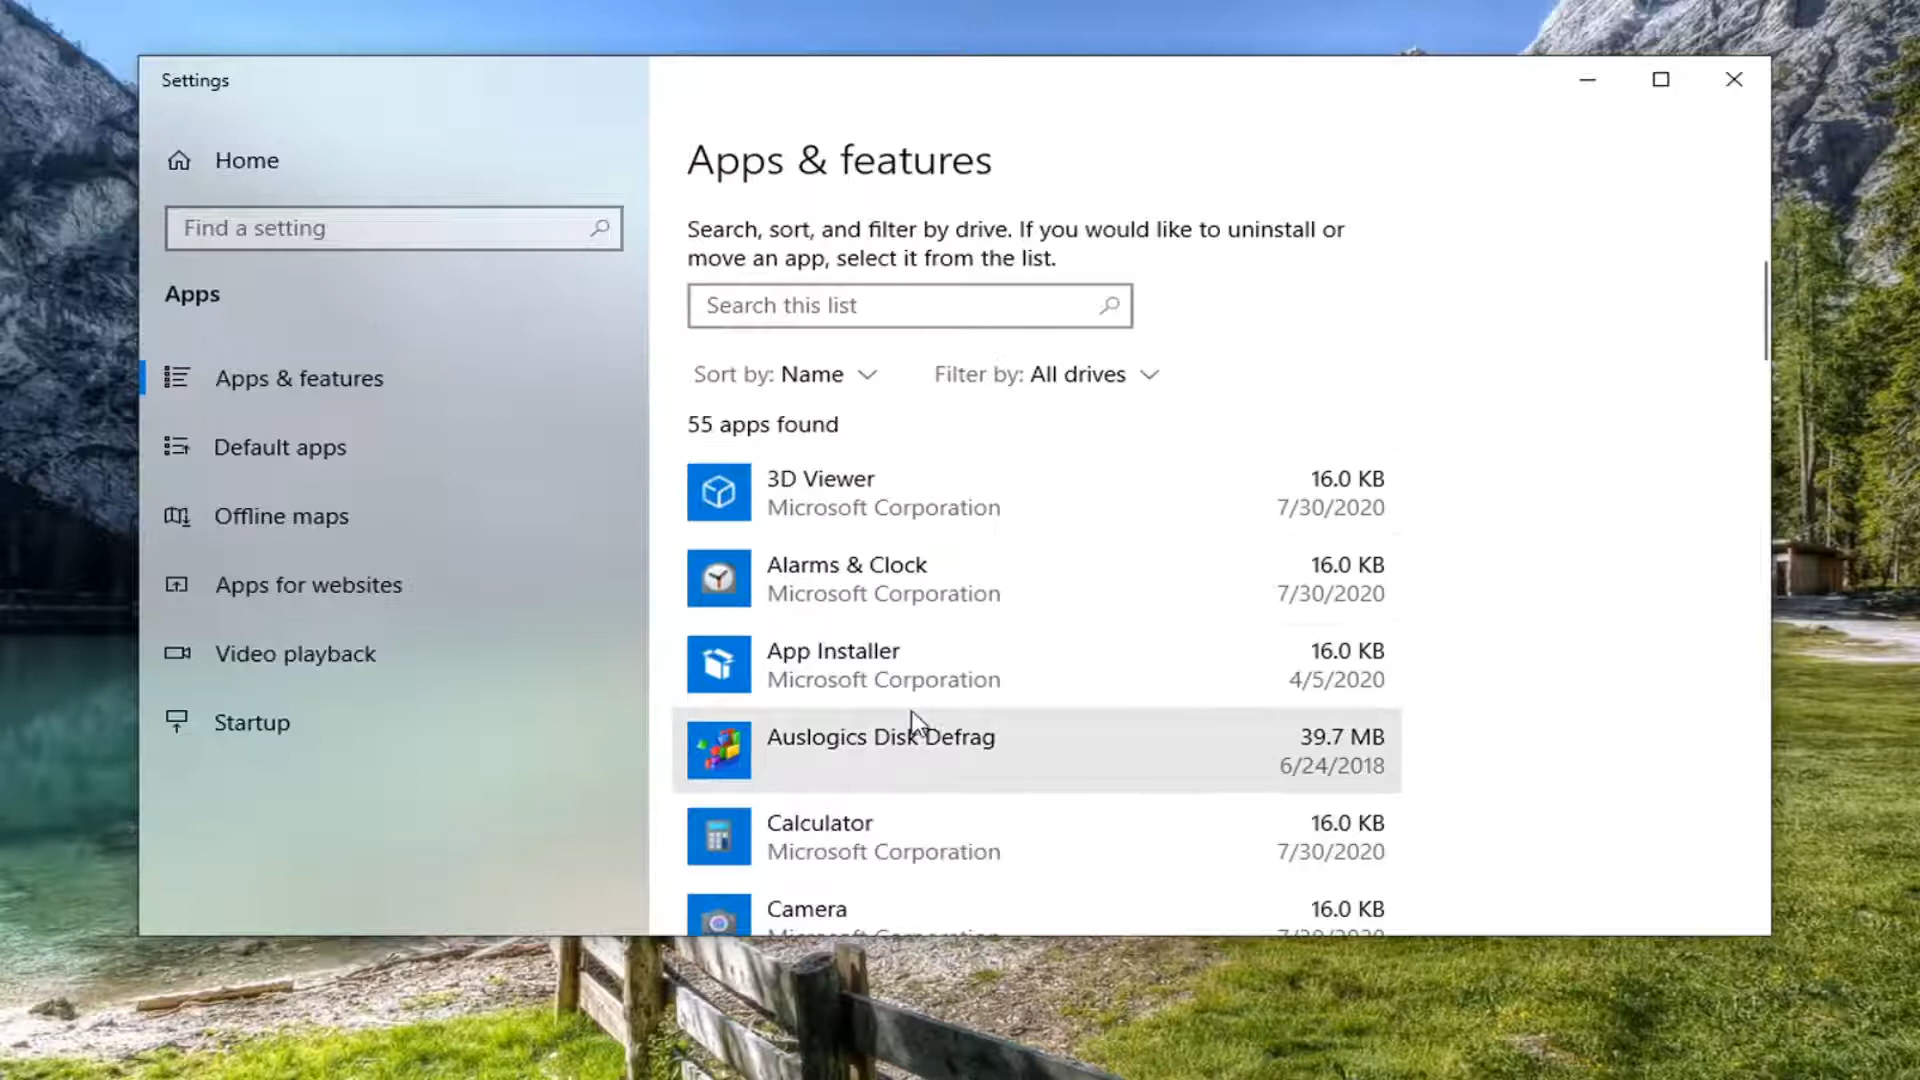 Settings
Home
Find a setting
Apps
Apps & features
Default apps
Offline maps
Apps for websites
Video playback
Startup
Apps & features
Search, sort, and filter by drive. If you would like to uninstall or
move an app, select it from the list.
Search this list
Sort by: Name Filter by: All drives
55 apps found
3D Viewer 16.0 KB
Microsoft Corporation 7/30/2020
Alarms & Clock 16.0 KB
Microsoft Corporation 7/30/2020
App Installer 16.0 KB
Microsoft Corporation 4/5/2020
Auslogics Disk Defrag 39.7 MB
6/24/2018
Calculator 16.0 KB
Microsoft Corporation 7/30/2020
Camera 16.0 KB
Microsoft Corporation 7/30/2020